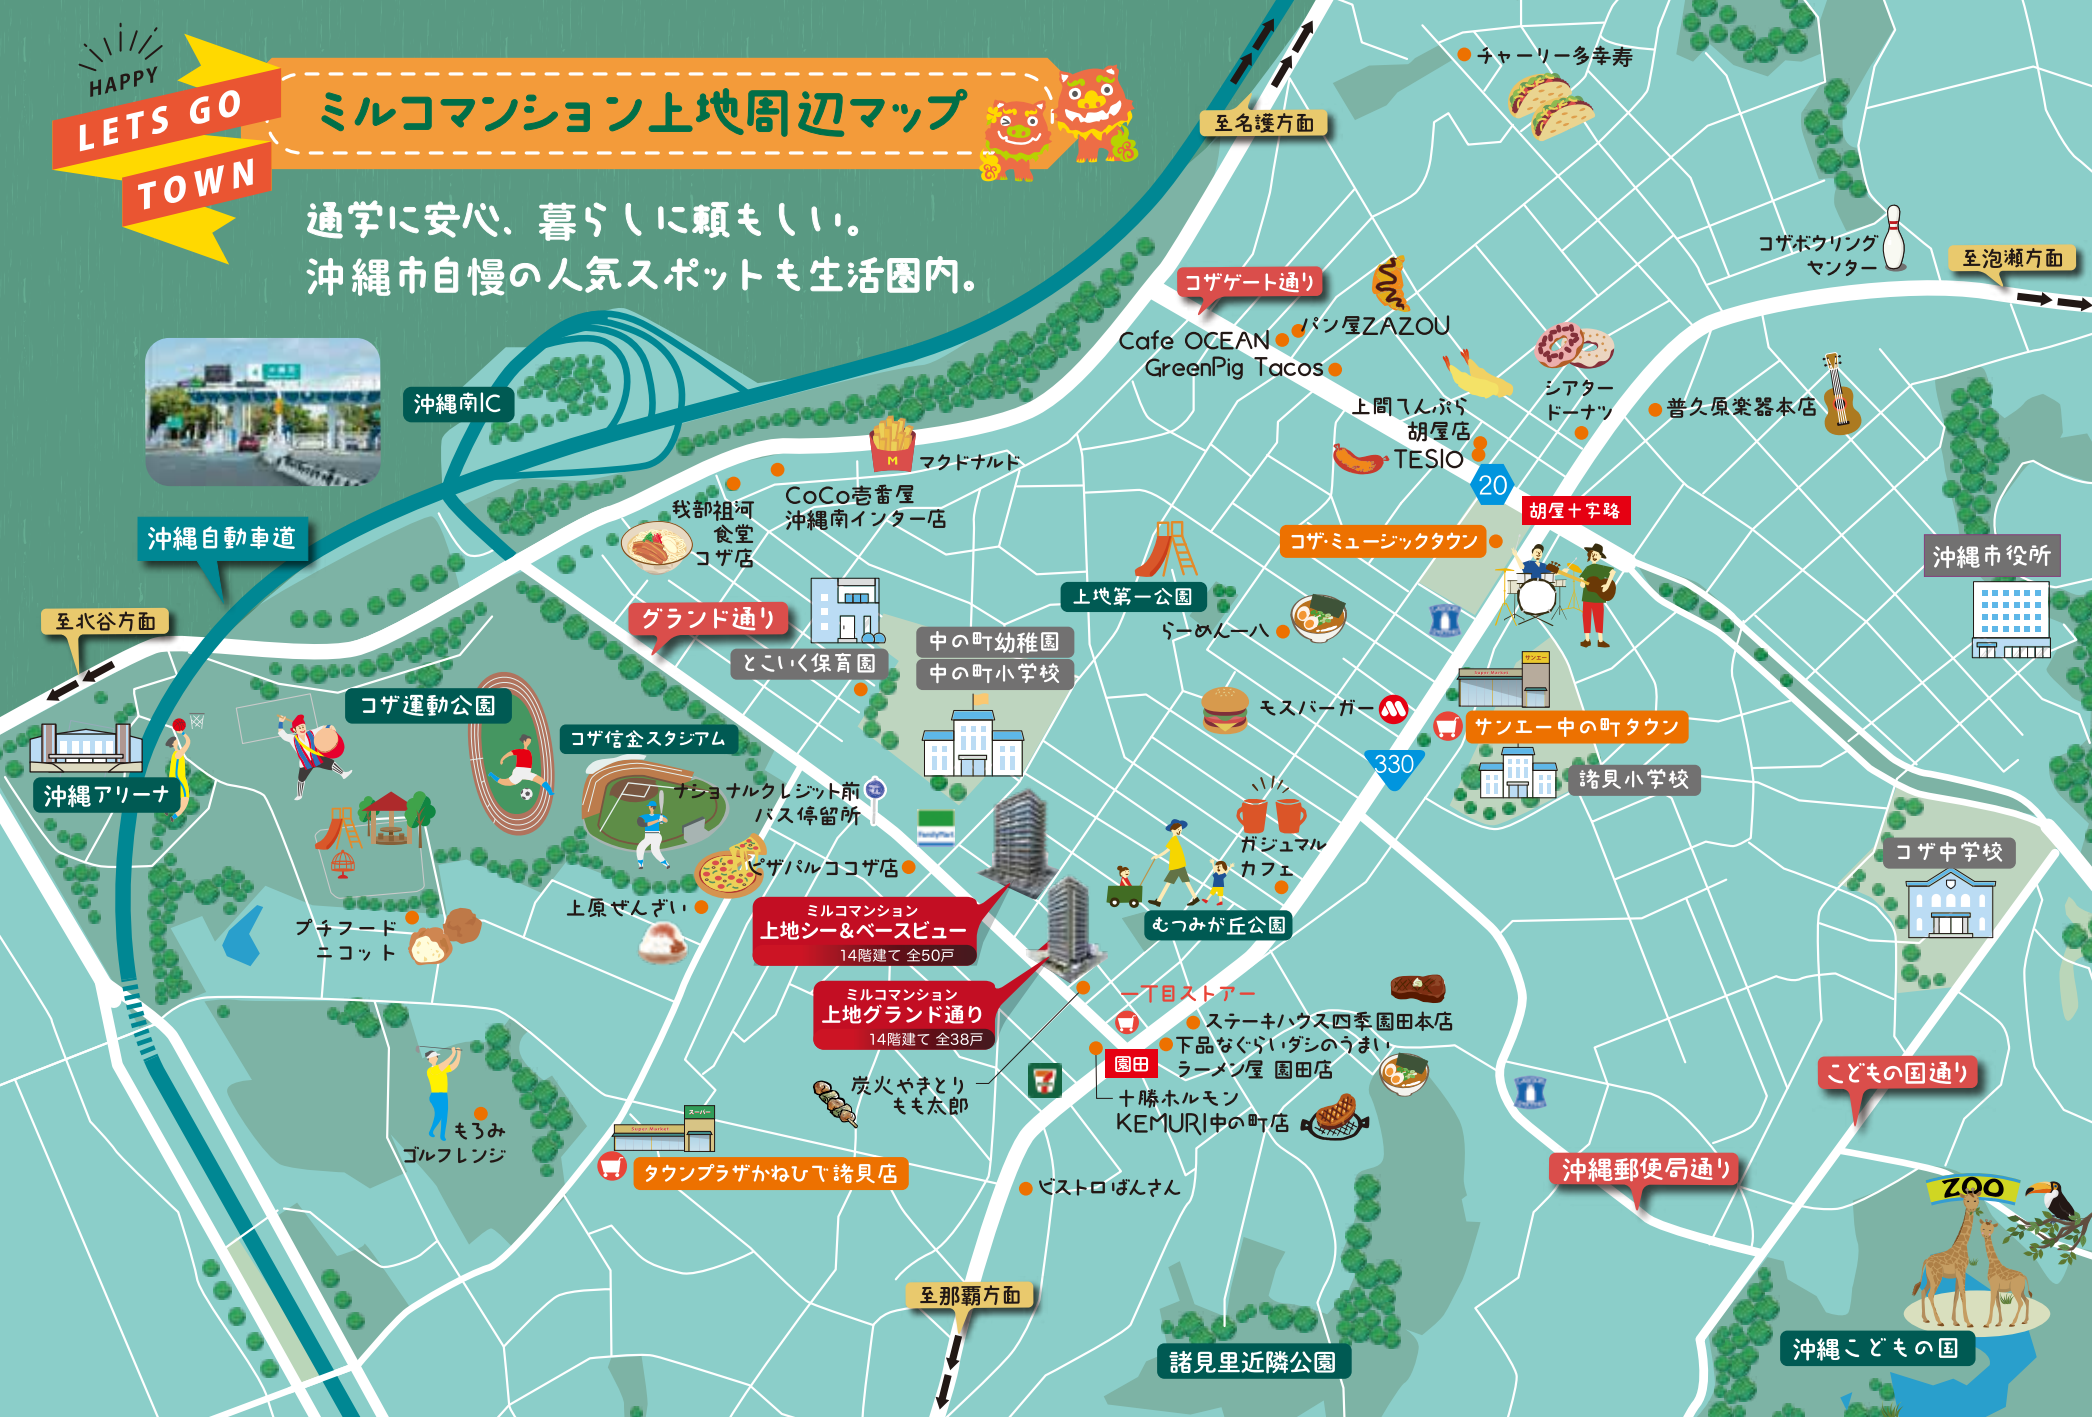 HAPPY
LETS GO
TOWN
ミルコマンション上地周辺マップ
通学に安心、暮らしに頼もしい。
沖縄市自慢の人気スポットも生活圏内。
至名護方面
チャーリー多幸寿
コザボウリング
センター
至泡瀬方面
コザゲート通り
パン屋ZAZOU
Cafe OCEAN
GreenPig Tacos
シアター
ドーナツ
上間てんぷら
胡屋店
TESIO
普久原楽器本店
20
胡屋十字路
沖縄南IC
マクドナルド
M
CoCo壱番屋
沖縄南インター店
我部祖河
食堂
コザ店
沖縄自動車道
コザ・ミュージックタウン
沖縄市役所
上地第一公園
らーめん一八
至北谷方面
グランド通り
とこいく保育園
中の町幼稚園
中の町小学校
サンエー
Super Market
モスバーガー
サンエー中の町タウン
330
諸見小学校
コザ運動公園
コザ信金スタジアム
沖縄アリーナ
ナショナルクレジット前
バス停留所
FamilyMart
ピザパルココザ店
ガジュマル
カフェ
コザ中学校
上原ぜんざい
プチフード
ニコット
ミルコマンション
上地シー&ベースビュー
14階建て 全50戸
むつみが丘公園
ミルコマンション
上地グランド通り
14階建て 全38戸
一丁目ストアー
ステーキハウス四季園田本店
下品なぐらいダシのうまい
ラーメン屋 園田店
園田
炭火やきとり
もも太郎
十勝ホルモン
KEMURI中の町店
こどもの国通り
もろみ
ゴルフレンジ
スーパー
Super Market
タウンプラザかねひで諸見店
ビストロばんさん
沖縄郵便局通り
ZOO
至那覇方面
諸見里近隣公園
沖縄こどもの国